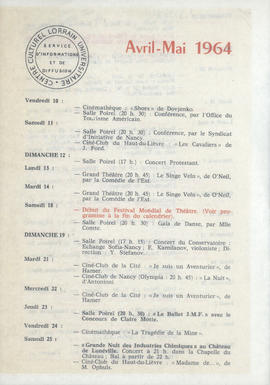 CENTRE CULTUREL LORRAIN UNIVERSITAIRE
SERVICE
D'INFORMATIONS
ET DE
DIFFUSION
Avril-Mai 1964
Vendredi 10 :
— Cinémathèque - « Shors » de Dovjenko.
— Salle Poirel (20 h. 30) : Conférence, par l'Office du
Tourisme Américain.
Samedi 11 :
— Salle Poirel (20 h. 30) : Conférence, par le Syndicat
d'Initiative de Nancy.
— Ciné-Club du Haut-du-Lièvre : « Les Cavaliers » de
J. Ford.
DIMANCHE 12 :
— Salle Poirel (17 h.) : Concert Protestant.
Lundi 13 :
— Grand Théâtre (20 h. 45) : Le Singe Velu », de O'Neil,
par la Comédie de l'Est.
Mardi 14 :
— Grand Théâtre (20 h. 45) : Le Singe Velu », de O'Neil,
par la Comédie de l'Est.
Samedi 18 :
— Début du Festival Mondial de Théâtre. (Voir programme
à la fin du calendrier).
— Salle Poirel (20 h. 30) : Gala de Danse, par Mlle
Comte.
DIMANCHE 19 :
— Salle Poirel (17 h. 15) : Concert du Conservatoire :
Echange Sofia-Nancy ; E. Kamilarov, violoniste ; Direction :
Y. Stefanov.
Mardi 21 :
— Ciné-Club de la Cité - « Je suis un Aventurier », de
Hamer.
— Ciné-Club de Nancy (Olympia : 20 h. 45) : « La Nuit »,
d'Antonioni.
Mercredi 22 :
— Ciné-Club de la Cité : « Je suis un Aventurier », de
Hamer.
Jeudi 23 :
— Salle Poirel (20 h. 30) : « Le Ballet J.M.F. » avec le
Concours de Claire Motte.
Vendredi 24 :
— Cinémathèque : « La Tragédie de la Mine ».
Samedi 25 :
— « Grande Nuit des Industries Chimiques » au Château
de Lunéville. Concert à 21 h. dans la Chapelle du
Château ; Bal à partir de 22 h.
— Ciné-Club du Haut-du-Lièvre : « Madame de... », de
M. Ophuls.